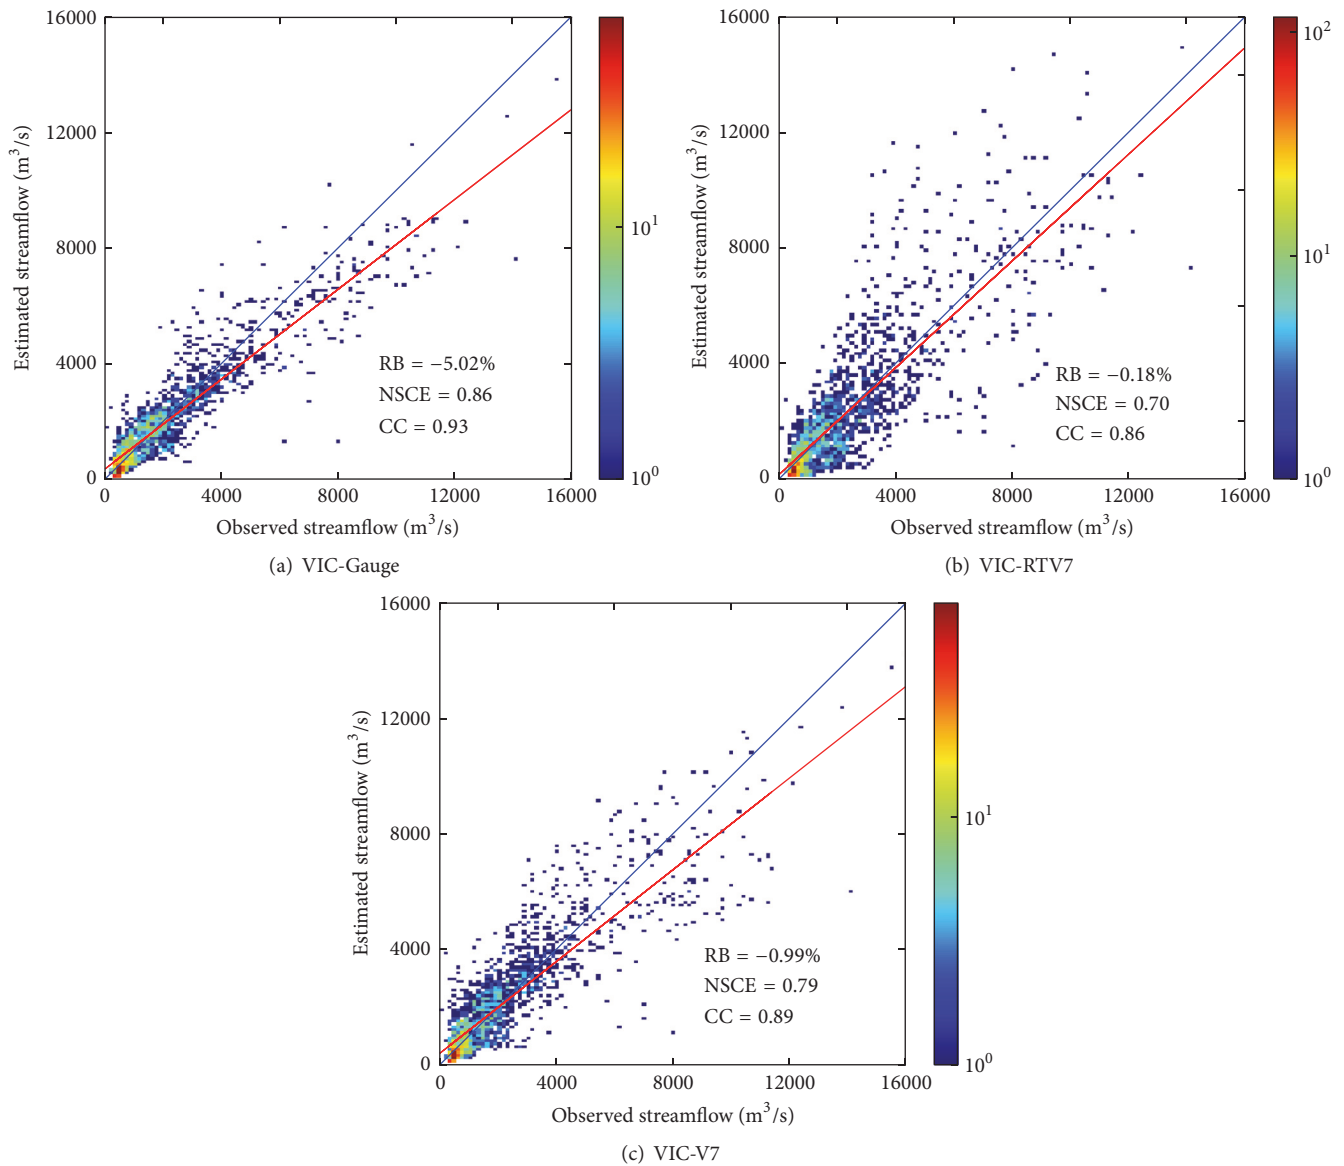 16000
12000
8000
4000
0
Estimated streamflow (m³/s)
0 4000 8000 12000 16000
Observed streamflow (m³/s)
RB = −5.02%
NSCE = 0.86
CC = 0.93
10¹
10⁰
(a) VIC-Gauge
16000
12000
8000
4000
0
Estimated streamflow (m³/s)
0 4000 8000 12000 16000
Observed streamflow (m³/s)
RB = −0.18%
NSCE = 0.70
CC = 0.86
10²
10¹
10⁰
(b) VIC-RTV7
16000
12000
8000
4000
0
Estimated streamflow (m³/s)
0 4000 8000 12000 16000
Observed streamflow (m³/s)
RB = −0.99%
NSCE = 0.79
CC = 0.89
10¹
10⁰
(c) VIC-V7